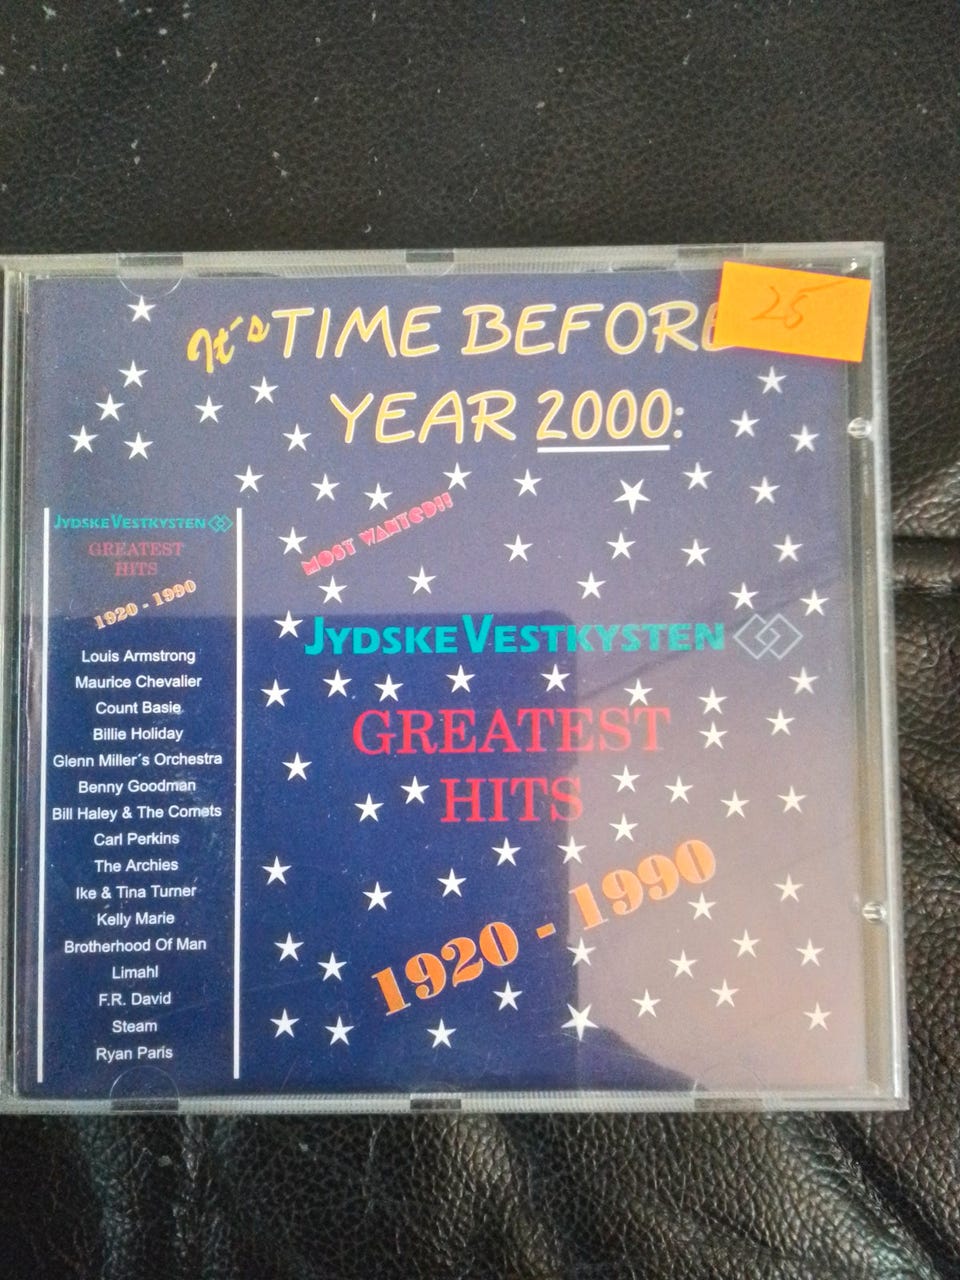 It´s TIME BEFORE
YEAR 2000:
25
MOST WANTED!!
JYDSKEVESTKYSTEN
GREATEST
HITS
1920 - 1990
JYDSKEVESTKYSTEN
GREATEST
HITS
1920 - 1990
Louis Armstrong
Maurice Chevalier
Count Basie
Billie Holiday
Glenn Miller´s Orchestra
Benny Goodman
Bill Haley & The Comets
Carl Perkins
The Archies
Ike & Tina Turner
Kelly Marie
Brotherhood Of Man
Limahl
F.R. David
Steam
Ryan Paris